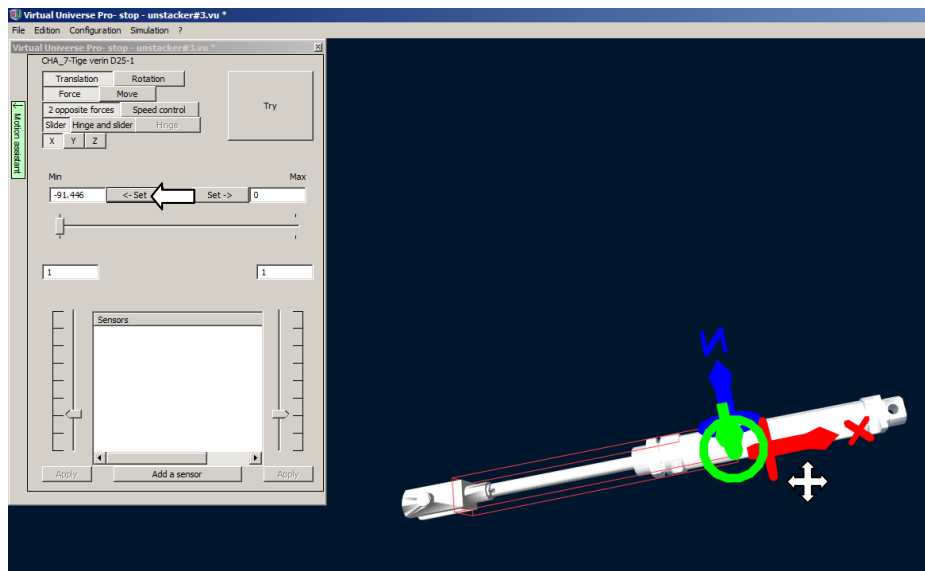 Virtual Universe Pro- stop - unstacker#3.vu *
File Edition Configuration Simulation ?
Virtual Universe Pro- stop - unstacker#3.vu *
CHA_7-Tige verin D25-1
Translation Rotation
Force Move
Try
2 opposite forces Speed control
Slider Hinge and slider Hinge
X Y Z
↓ Motion assistant
Min Max
-91.446 <- Set Set -> 0
1 1
Sensors
Apply Add a sensor Apply
Z
X